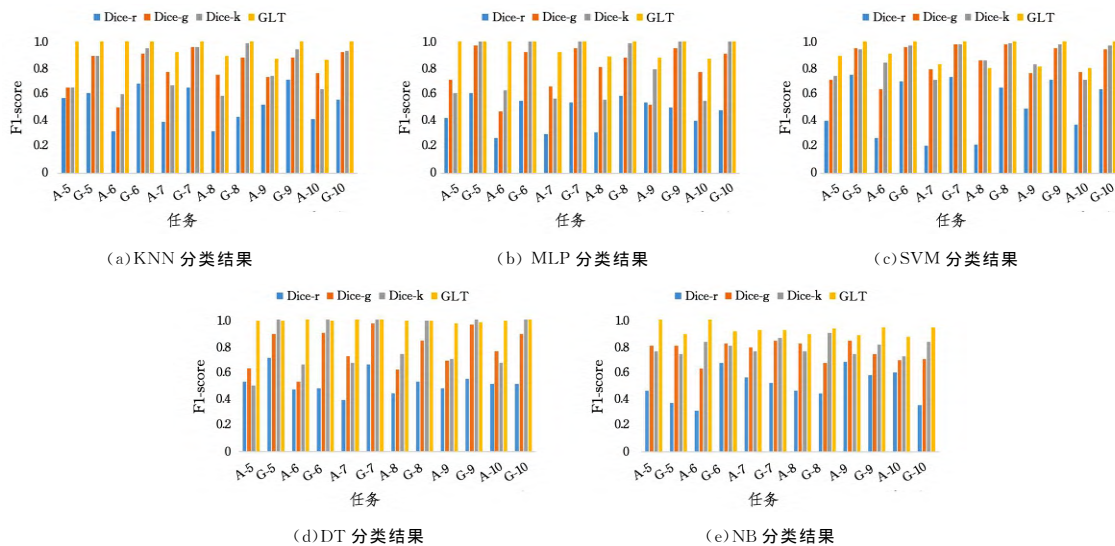 Dice-r Dice-g Dice-k GLT
F1-score
1.0
0.8
0.6
0.4
0.2
0
A-5 G-5 A-6 G-6 A-7 G-7 A-8 G-8 A-9 G-9 A-10 G-10
任务
(a)KNN 分类结果
Dice-r Dice-g Dice-k GLT
F1-score
1.0
0.8
0.6
0.4
0.2
0
A-5 G-5 A-6 G-6 A-7 G-7 A-8 G-8 A-9 G-9 A-10 G-10
任务
(b) MLP 分类结果
Dice-r Dice-g Dice-k GLT
F1-score
1.0
0.8
0.6
0.4
0.2
0
A-5 G-5 A-6 G-6 A-7 G-7 A-8 G-8 A-9 G-9 A-10 G-10
任务
(c)SVM 分类结果
Dice-r Dice-g Dice-k GLT
F1-score
1.0
0.8
0.6
0.4
0.2
0
A-5 G-5 A-6 G-6 A-7 G-7 A-8 G-8 A-9 G-9 A-10 G-10
任务
(d)DT 分类结果
Dice-r Dice-g Dice-k GLT
F1-score
1.0
0.8
0.6
0.4
0.2
0
A-5 G-5 A-6 G-6 A-7 G-7 A-8 G-8 A-9 G-9 A-10 G-10
任务
(e)NB 分类结果